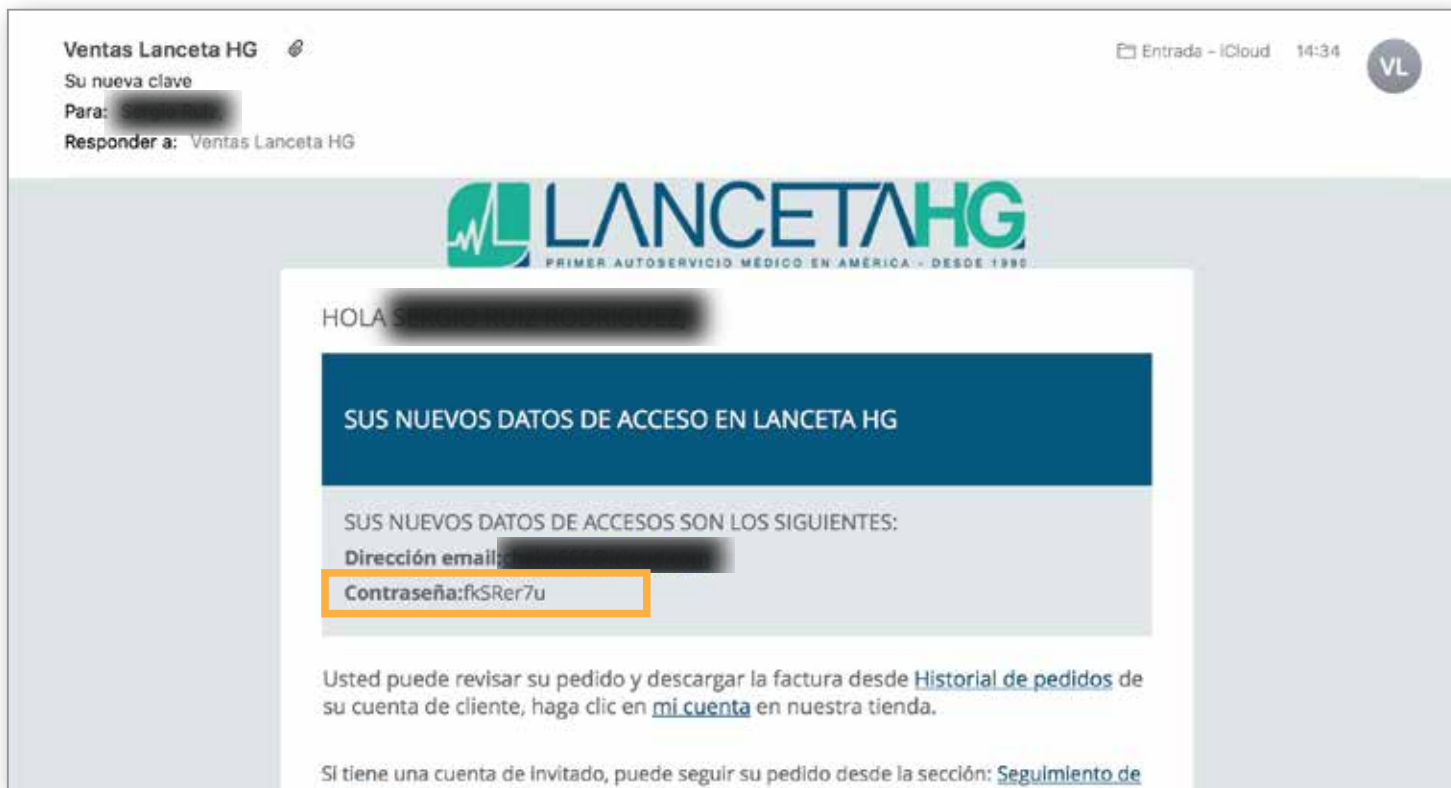 Ventas Lanceta HG
Entrada - iCloud 14:34
VL
Su nueva clave
Para:
Responder a: Ventas Lanceta HG
LANCETAHG
PRIMER AUTOSERVICIO MÉDICO EN AMÉRICA - DESDE 1990
HOLA
SUS NUEVOS DATOS DE ACCESO EN LANCETA HG
SUS NUEVOS DATOS DE ACCESOS SON LOS SIGUIENTES:
Dirección email:
Contraseña:fkSRer7u
Usted puede revisar su pedido y descargar la factura desde Historial de pedidos de
su cuenta de cliente, haga clic en mi cuenta en nuestra tienda.
Si tiene una cuenta de invitado, puede seguir su pedido desde la sección: Seguimiento de